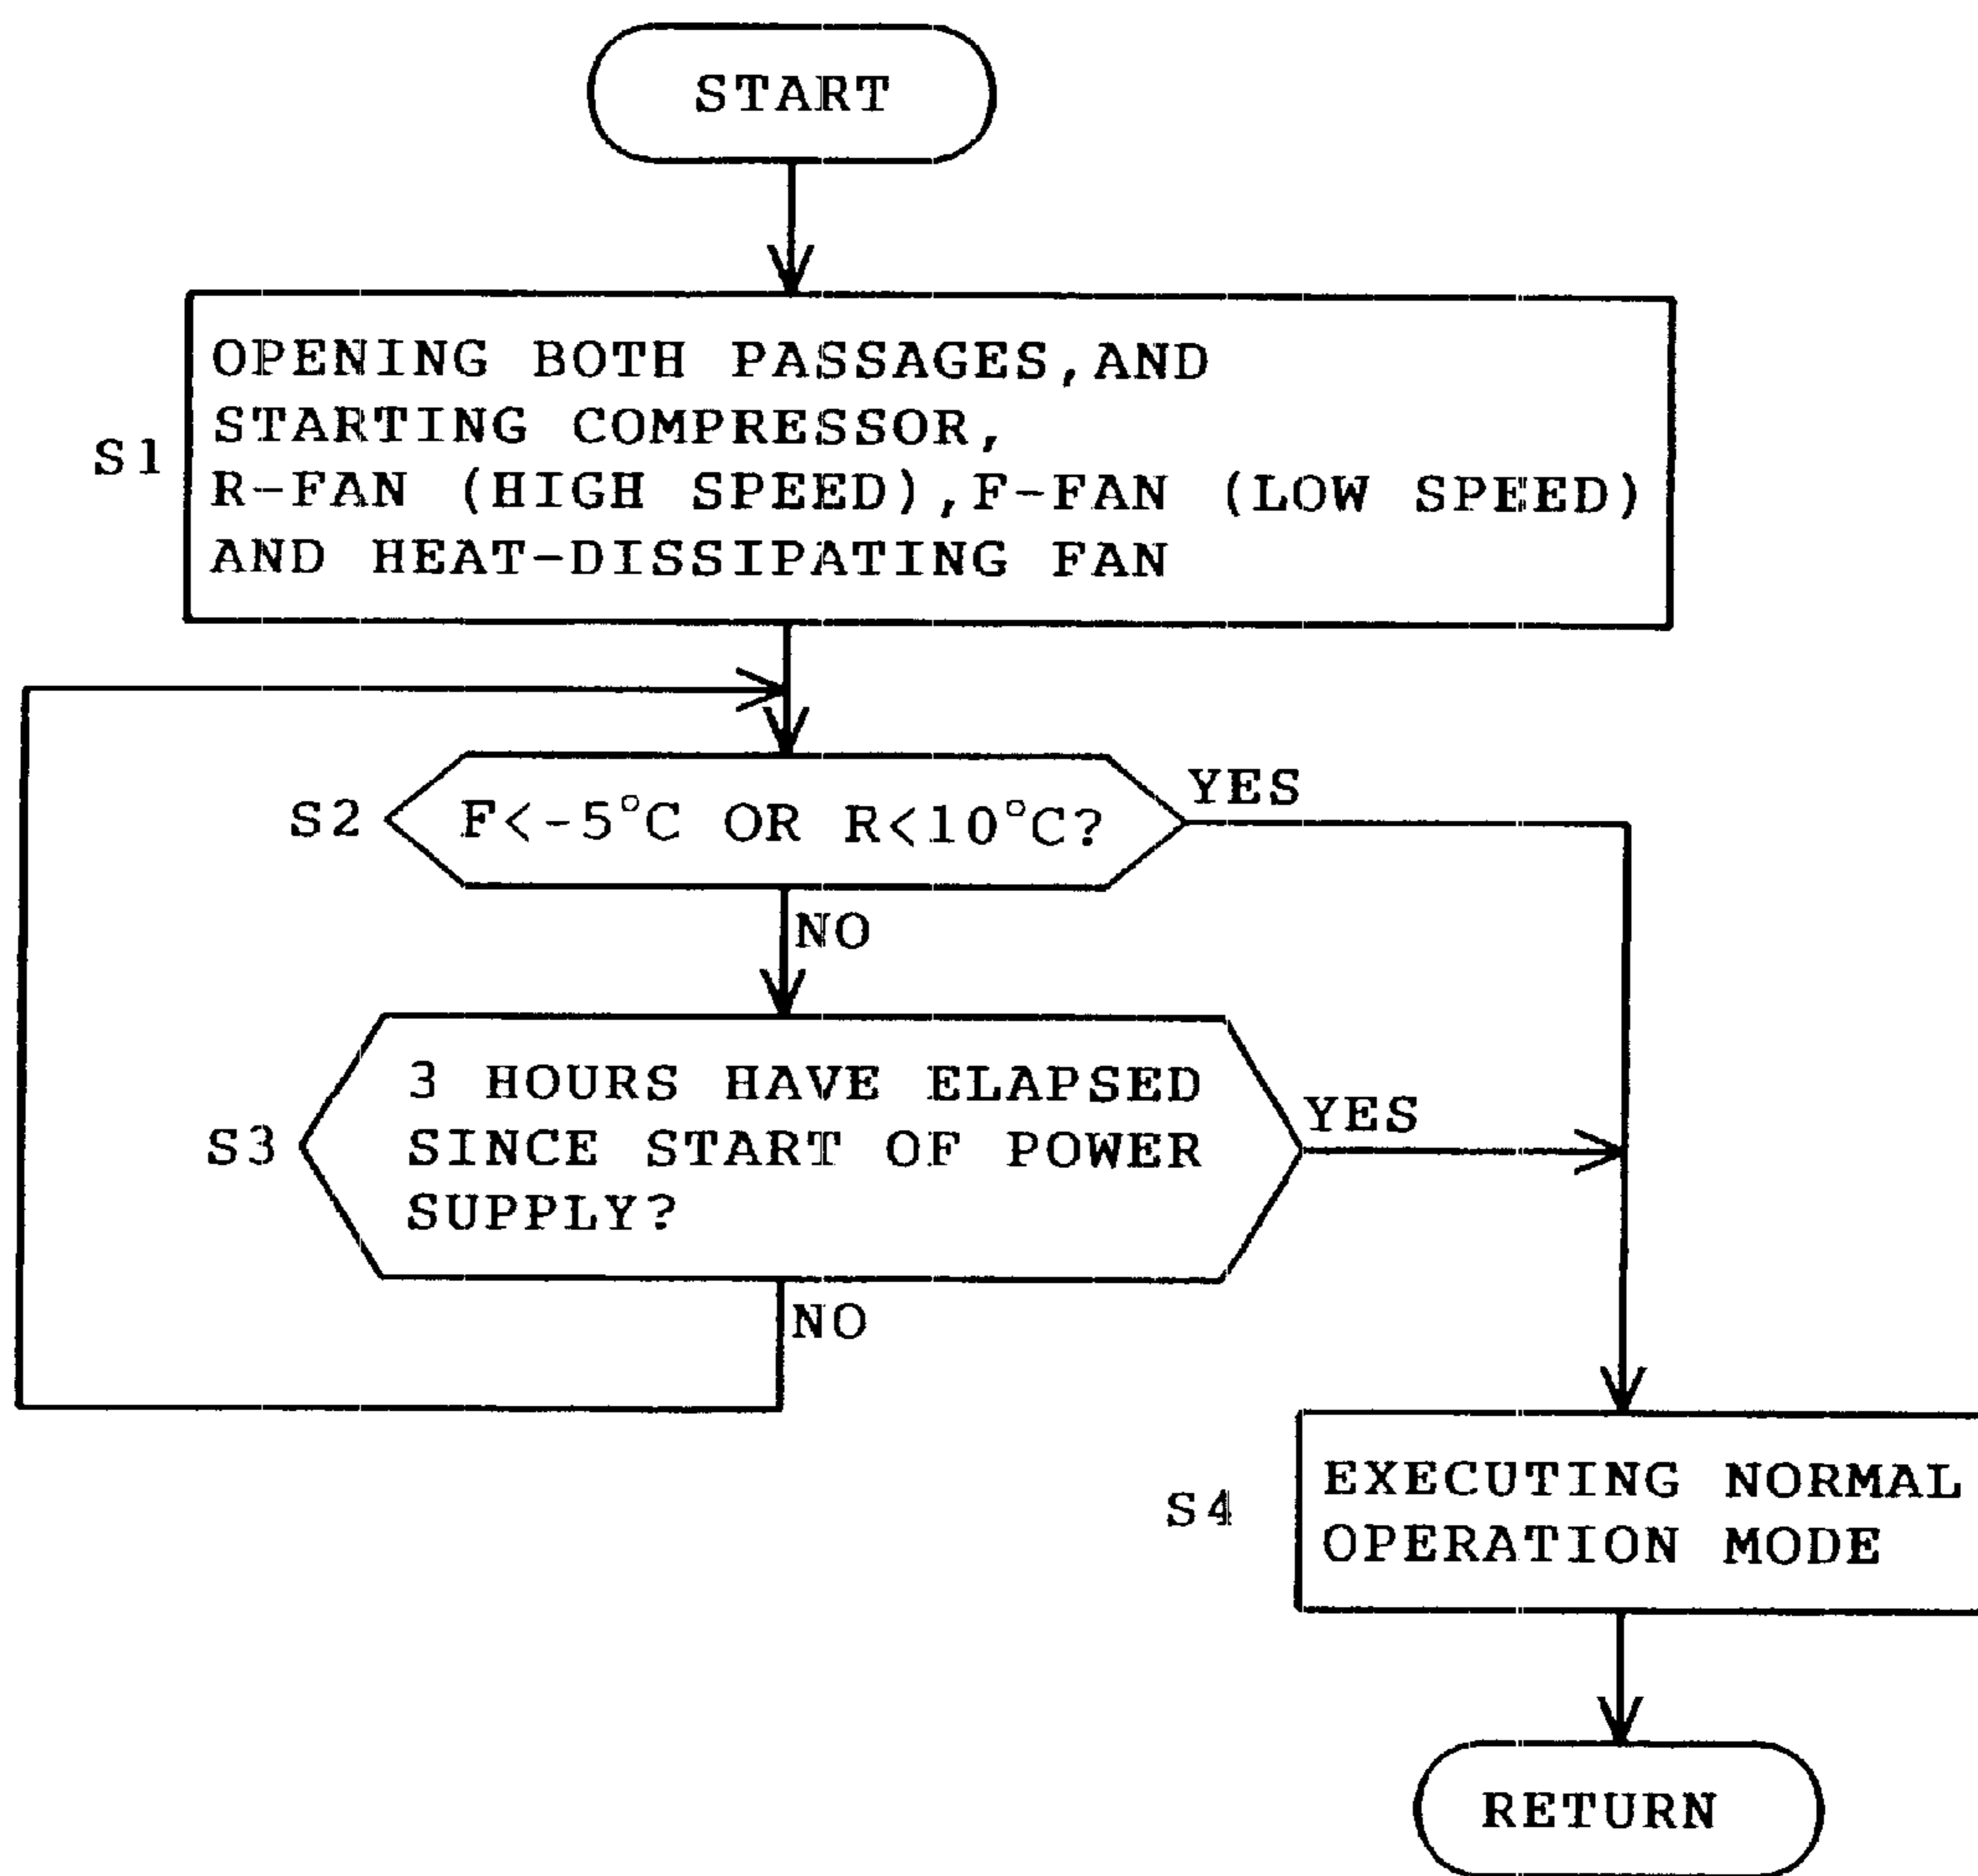 START
OPENING BOTH PASSAGES,AND
STARTING COMPRESSOR,
S1
R-FAN (HIGH SPEED),F-FAN (LOW SPEED)
AND HEAT-DISSIPATING FAN
S2
F<-5°C OR R<10°C?
YES
NO
3 HOURS HAVE ELAPSED
S3
SINCE START OF POWER
SUPPLY?
YES
NO
S4
EXECUTING NORMAL
OPERATION MODE
RETURN